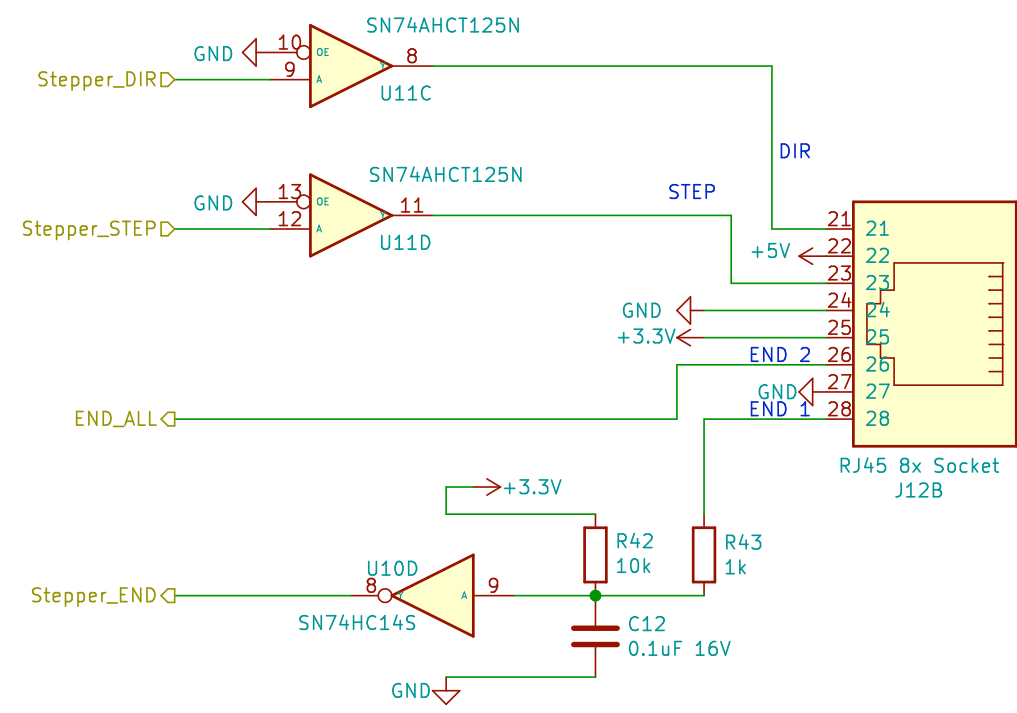 SN74AHCT125N
GND
10
OE
8
Y
Stepper_DIR
9
A
U11C
DIR
SN74AHCT125N
STEP
GND
13
OE
11
Y
Stepper_STEP
12
A
U11D
21 21
+5V
22 22
23 23
GND
24 24
+3.3V
25 25
END 2
26 26
GND
27 27
END 1
28 28
END_ALL
RJ45 8x Socket
J12B
+3.3V
R42
10k
R43
1k
U10D
8
Y
A
9
Stepper_END
SN74HC14S
C12
0.1uF 16V
GND